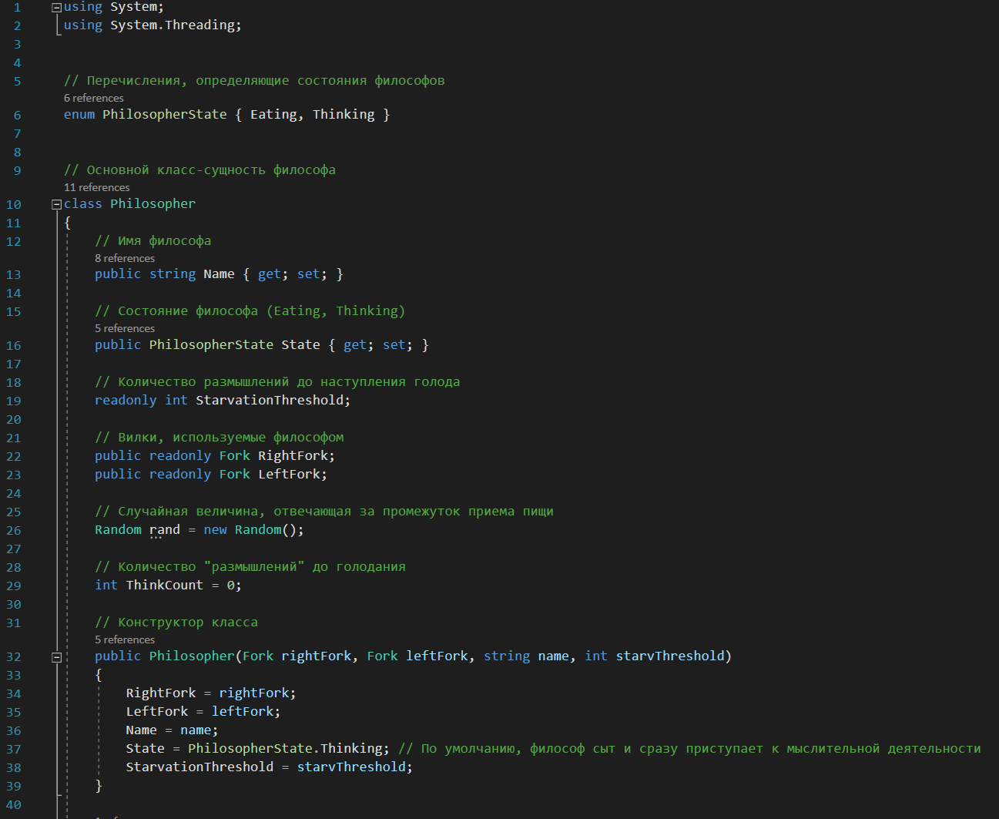 1 using System;
2 using System.Threading;
3
4
5 // Перечисления, определяющие состояния философов
6 references
6 enum PhilosopherState { Eating, Thinking }
7
8
9 // Основной класс-сущность философа
11 references
10 class Philosopher
11 {
12 // Имя философа
8 references
13 public string Name { get; set; }
14
15 // Состояние философа (Eating, Thinking)
5 references
16 public PhilosopherState State { get; set; }
17
18 // Количество размышлений до наступления голода
19 readonly int StarvationThreshold;
20
21 // Вилки, используемые философом
22 public readonly Fork RightFork;
23 public readonly Fork LeftFork;
24
25 // Случайная величина, отвечающая за промежуток приема пищи
26 Random rand = new Random();
27
28 // Количество "размышлений" до голодания
29 int ThinkCount = 0;
30
31 // Конструктор класса
5 references
32 public Philosopher(Fork rightFork, Fork leftFork, string name, int starvThreshold)
33 {
34 RightFork = rightFork;
35 LeftFork = leftFork;
36 Name = name;
37 State = PhilosopherState.Thinking; // По умолчанию, философ сыт и сразу приступает к мыслительной деятельности
38 StarvationThreshold = starvThreshold;
39 }
40